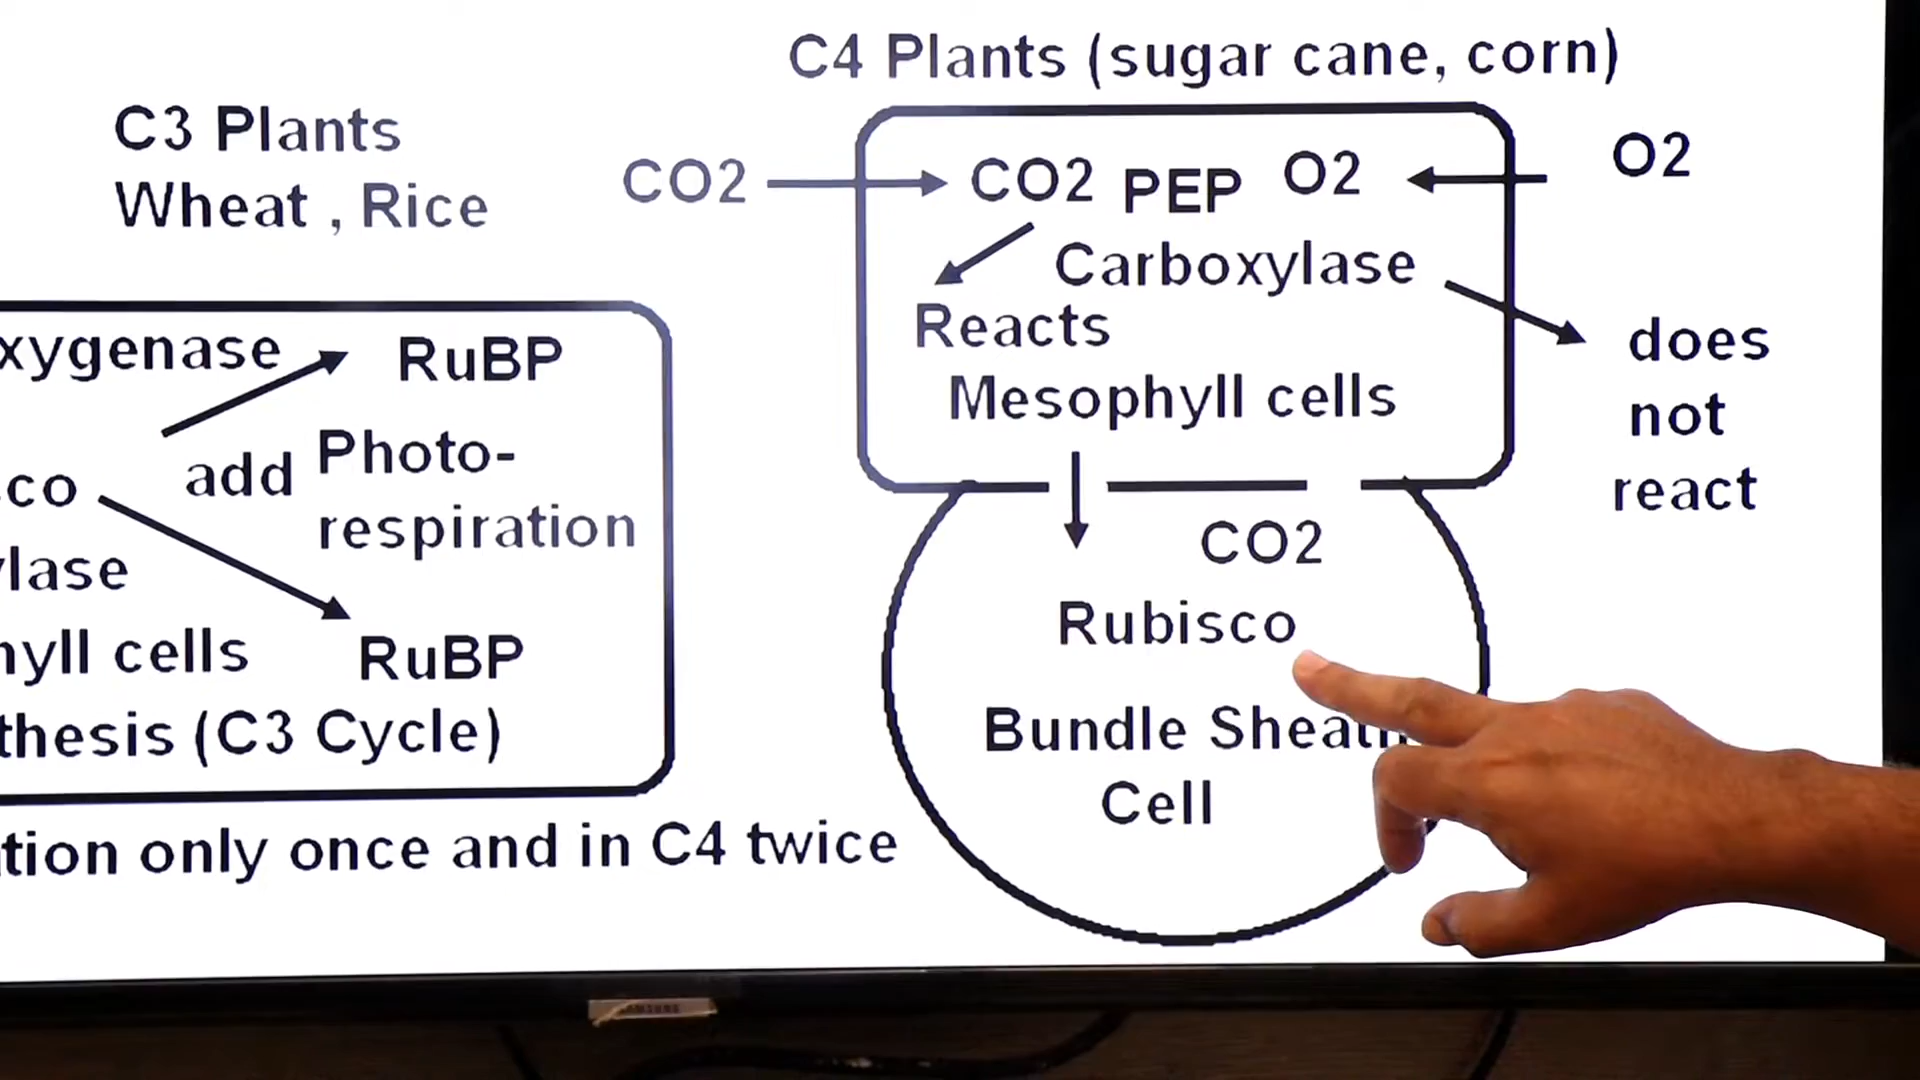 C4 Plants (sugar cane, corn)
C3 Plants
Wheat , Rice
CO2
CO2 PEP O2
O2
Carboxylase
Reacts
Mesophyll cells
does
not
react
xygenase
RuBP
add
Photo-
respiration
co
lase
hyll cells
RuBP
thesis (C3 Cycle)
CO2
Rubisco
Bundle Sheath
Cell
tion only once and in C4 twice
SAMSUNG